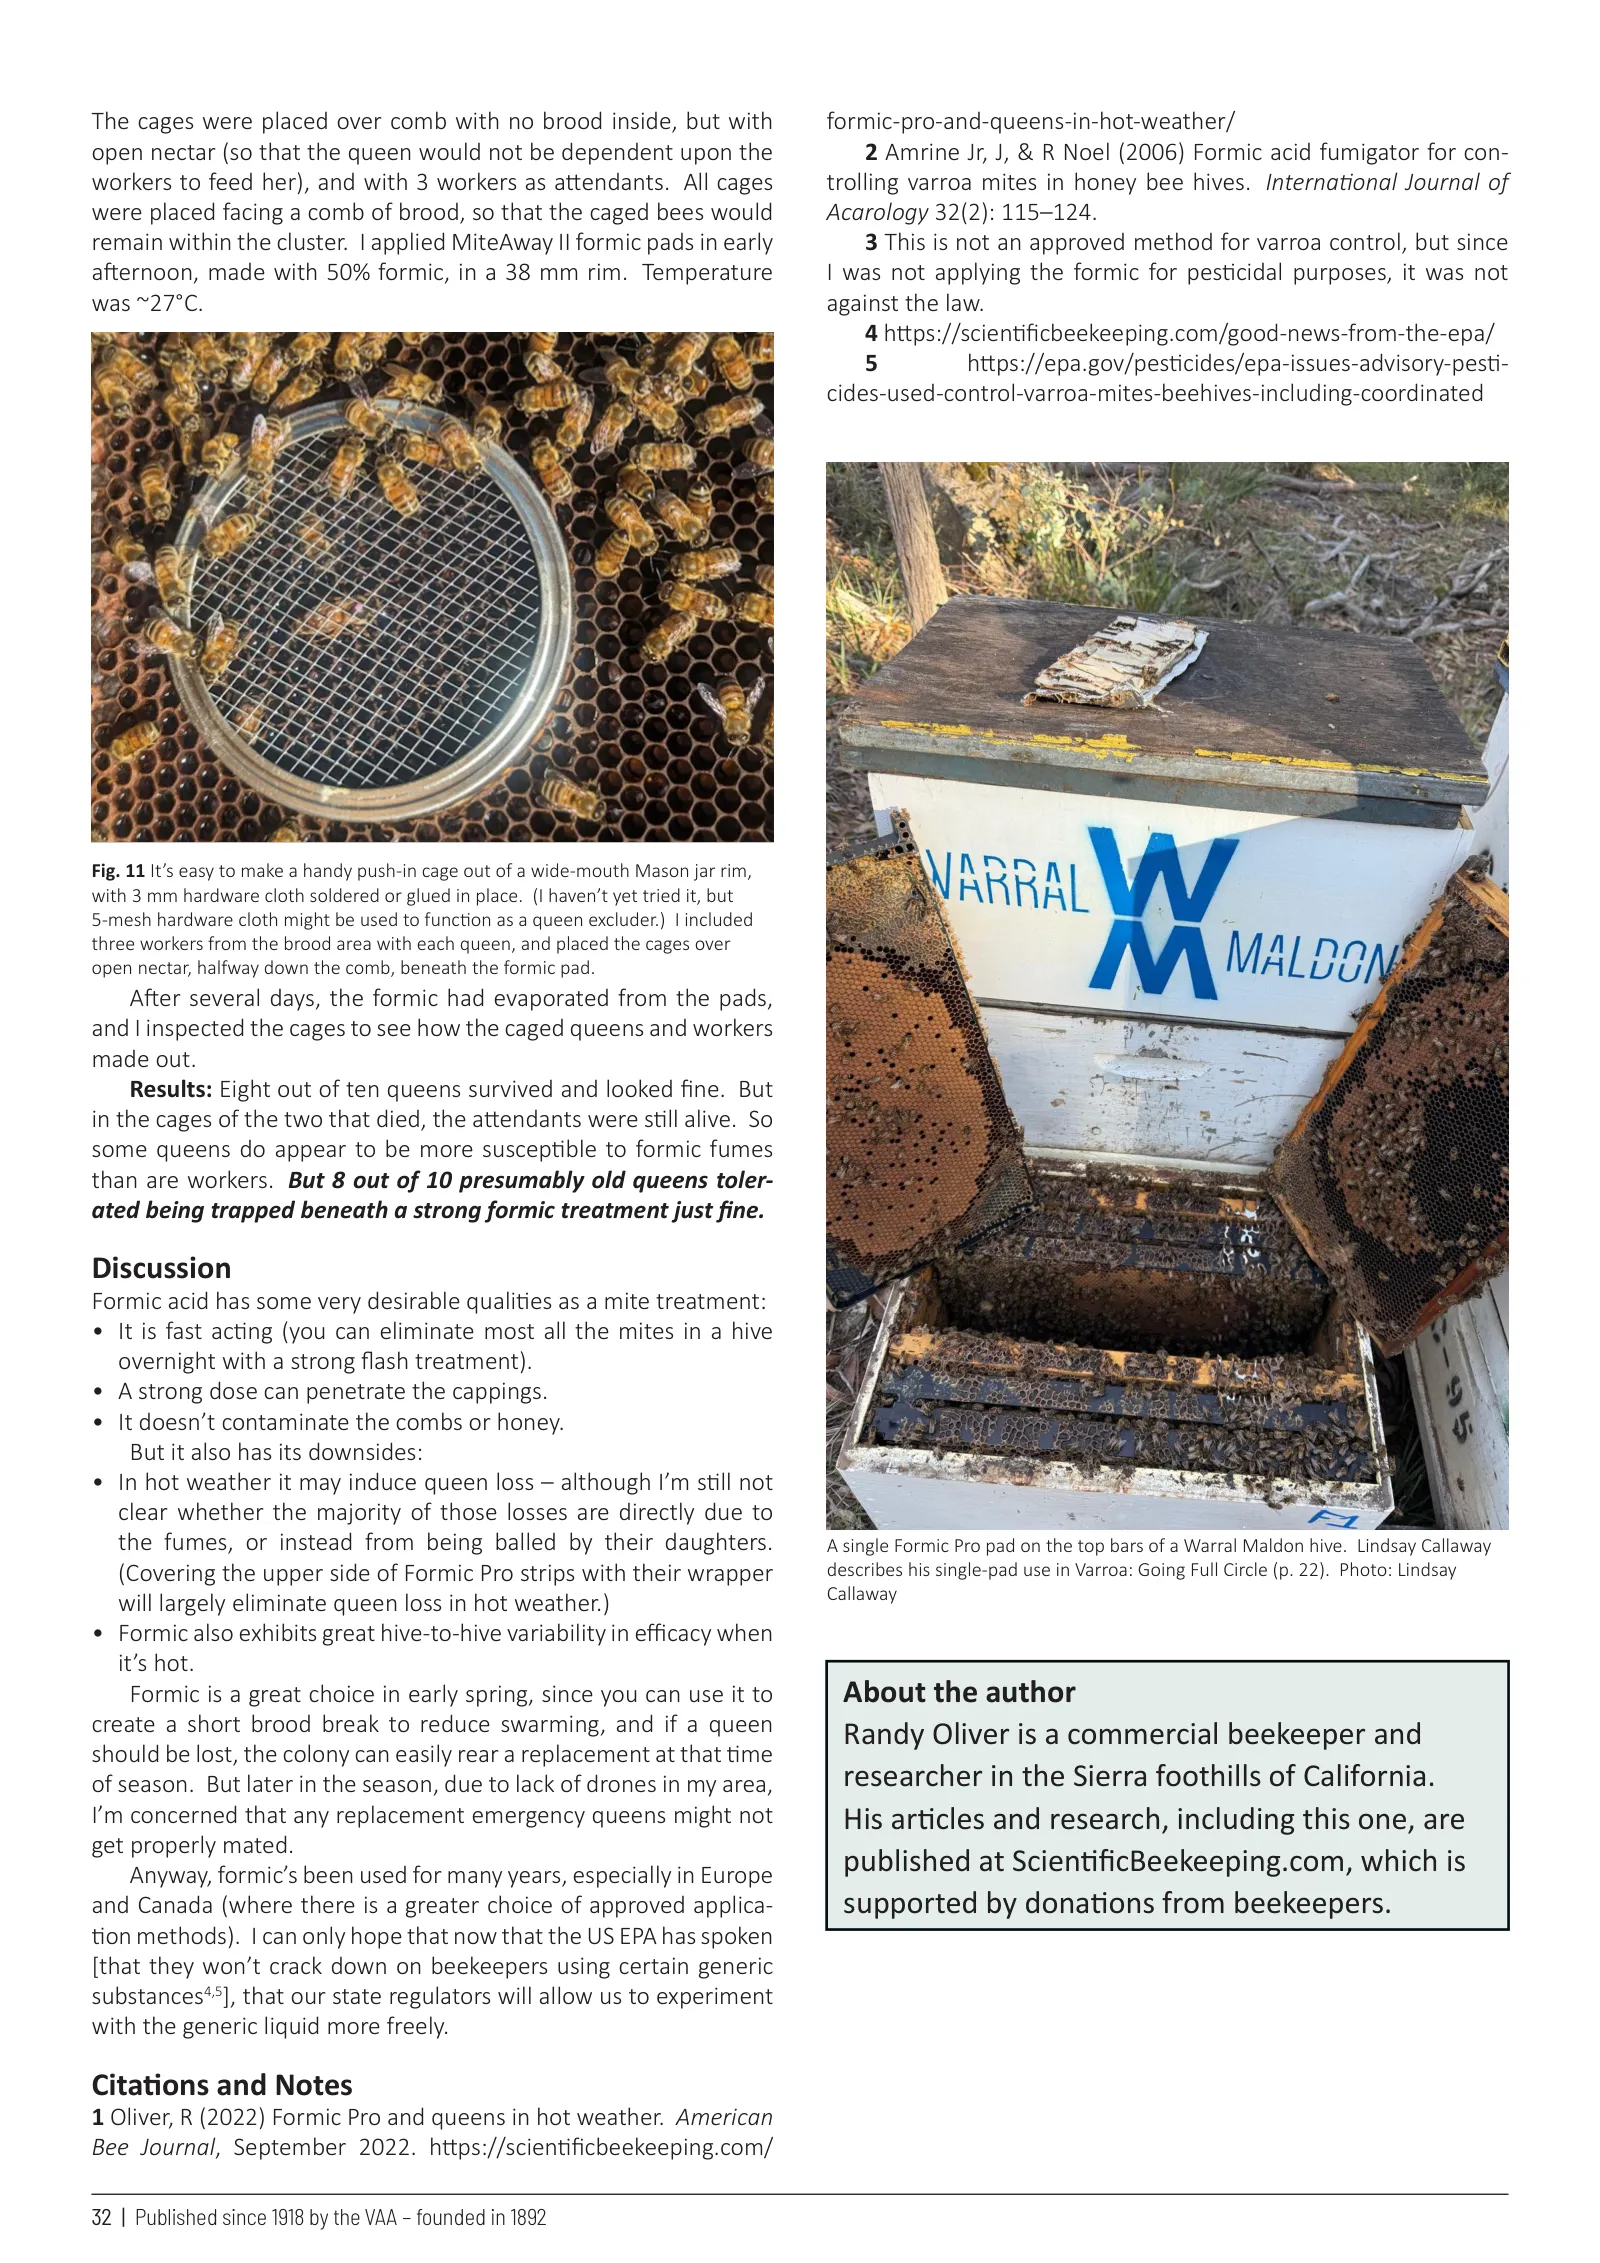 The cages were placed over comb with no brood inside, but with
open nectar (so that the queen would not be dependent upon the
workers to feed her), and with 3 workers as attendants.  All cages
were placed facing a comb of brood, so that the caged bees would
remain within the cluster.  I applied MiteAway II formic pads in early
afternoon, made with 50% formic, in a 38 mm rim.  Temperature
was ~27˚C.
Fig. 11 It’s easy to make a handy push-in cage out of a wide-mouth Mason jar rim,
with 3 mm hardware cloth soldered or glued in place.  (I haven’t yet tried it, but
5-mesh hardware cloth might be used to function as a queen excluder.)  I included
three workers from the brood area with each queen, and placed the cages over
open nectar, halfway down the comb, beneath the formic pad.
After several days, the formic had evaporated from the pads,
and I inspected the cages to see how the caged queens and workers
made out.
Results: Eight out of ten queens survived and looked fine.  But
in the cages of the two that died, the attendants were still alive.  So
some queens do appear to be more susceptible to formic fumes
than are workers.  But 8 out of 10 presumably old queens toler-
ated being trapped beneath a strong formic treatment just fine.
Discussion
Formic acid has some very desirable qualities as a mite treatment:
• It is fast acting (you can eliminate most all the mites in a hive
overnight with a strong flash treatment).
• A strong dose can penetrate the cappings.
• It doesn’t contaminate the combs or honey.
But it also has its downsides:
• In hot weather it may induce queen loss – although I’m still not
clear whether the majority of those losses are directly due to
the fumes, or instead from being balled by their daughters.
(Covering the upper side of Formic Pro strips with their wrapper
will largely eliminate queen loss in hot weather.)
• Formic also exhibits great hive-to-hive variability in efficacy when
it’s hot.
Formic is a great choice in early spring, since you can use it to
create a short brood break to reduce swarming, and if a queen
should be lost, the colony can easily rear a replacement at that time
of season.  But later in the season, due to lack of drones in my area,
I’m concerned that any replacement emergency queens might not
get properly mated.
Anyway, formic’s been used for many years, especially in Europe
and Canada (where there is a greater choice of approved applica-
tion methods).  I can only hope that now that the US EPA has spoken
[that they won’t crack down on beekeepers using certain generic
substances4,5], that our state regulators will allow us to experiment
with the generic liquid more freely.
Citations and Notes
1 Oliver, R (2022) Formic Pro and queens in hot weather.  American
Bee Journal, September 2022.  https://scientificbeekeeping.com/
formic-pro-and-queens-in-hot-weather/
2 Amrine Jr, J, & R Noel (2006) Formic acid fumigator for con-
trolling varroa mites in honey bee hives.  International Journal of
Acarology 32(2): 115–124.
3 This is not an approved method for varroa control, but since
I was not applying the formic for pesticidal purposes, it was not
against the law.
4 https://scientificbeekeeping.com/good-news-from-the-epa/
5 https://epa.gov/pesticides/epa-issues-advisory-pesti-
cides-used-control-varroa-mites-beehives-including-coordinated
WARRAL
WM
MALDON
F1
A single Formic Pro pad on the top bars of a Warral Maldon hive.  Lindsay Callaway
describes his single-pad use in Varroa: Going Full Circle (p. 22).  Photo: Lindsay
Callaway
About the author
Randy Oliver is a commercial beekeeper and
researcher in the Sierra foothills of California.
His articles and research, including this one, are
published at ScientificBeekeeping.com, which is
supported by donations from beekeepers.
32 | Published since 1918 by the VAA – founded in 1892